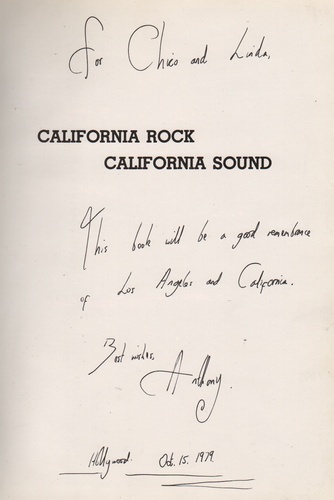 For Chico and Linda,
CALIFORNIA ROCK
CALIFORNIA SOUND
This book will be a good remembrance
of Los Angeles and California.
Best wishes,
Anthony.
Hollywood. Oct. 15. 1979.